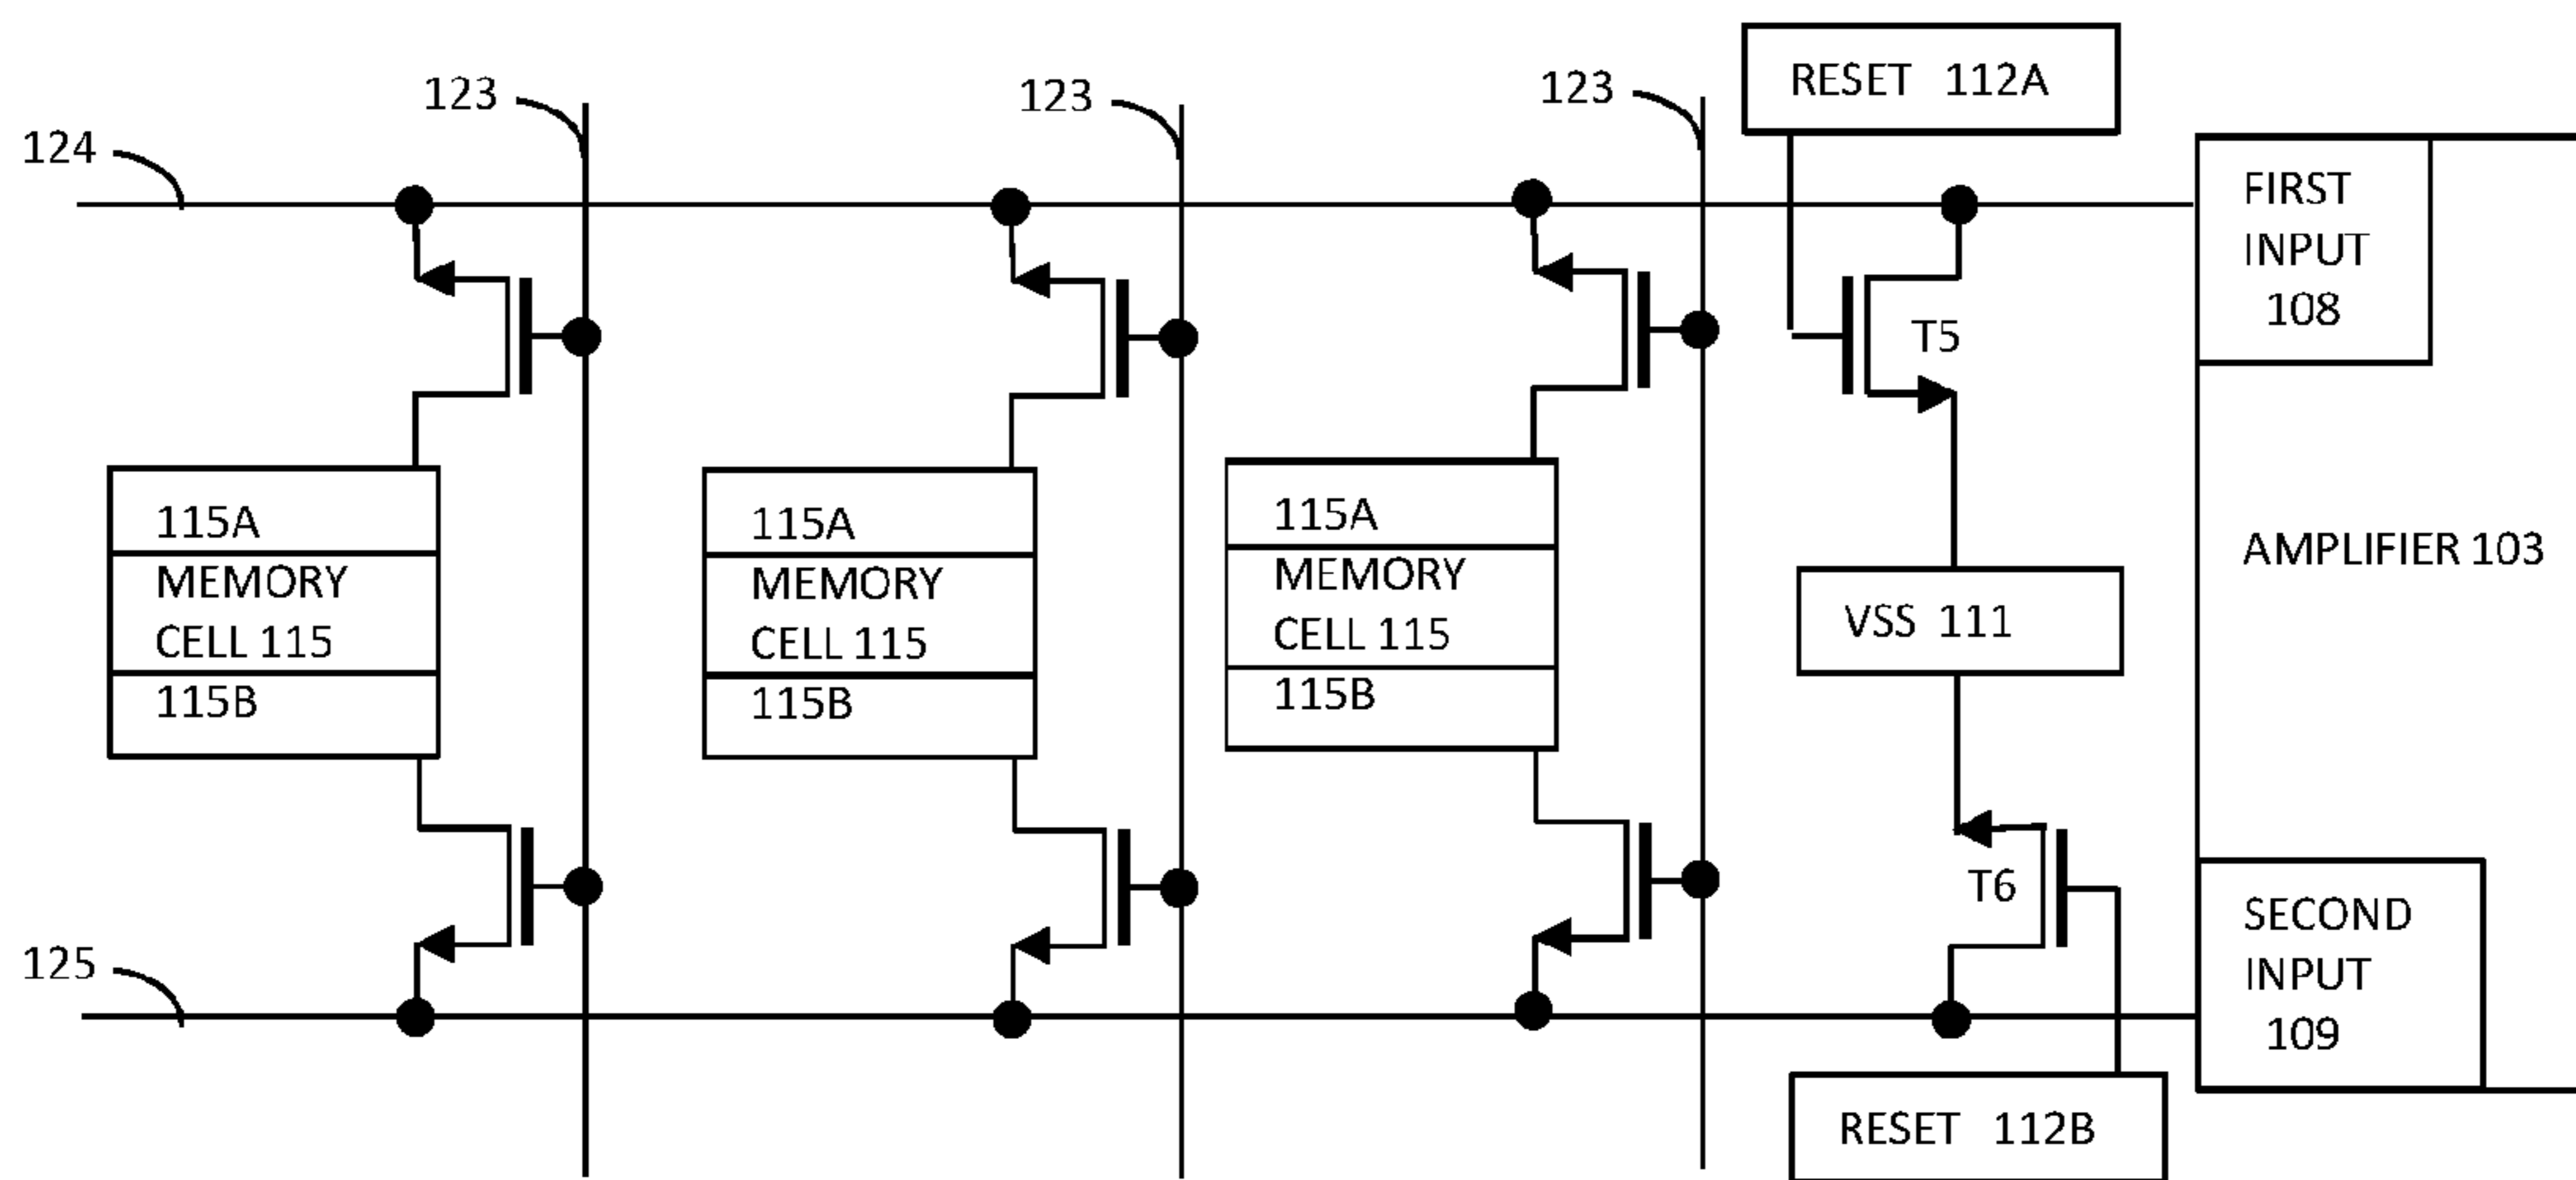 123
123
123
RESET 112A
124
FIRST
INPUT
108
T5
115A
MEMORY
CELL 115
115B
115A
MEMORY
CELL 115
115B
115A
MEMORY
CELL 115
115B
VSS 111
AMPLIFIER 103
T6
125
SECOND
INPUT
109
RESET 112B